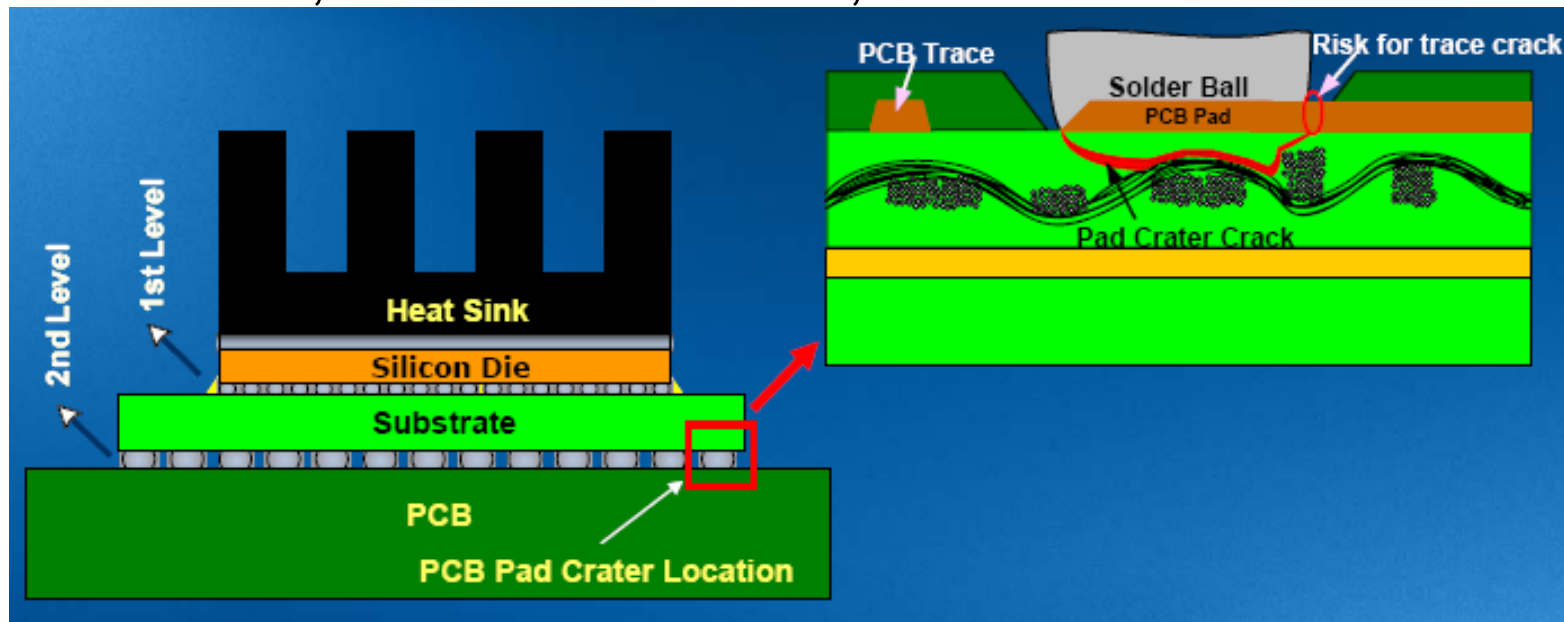 PCB Trace
Risk for trace crack
Solder Ball
PCB Pad
Pad Crater Crack
1st Level
2nd Level
Heat Sink
Silicon Die
Substrate
PCB
PCB Pad Crater Location